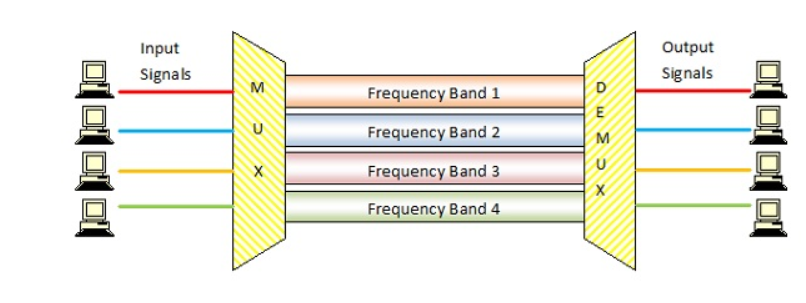 Input
Signals
M
U
X
Frequency Band 1
Frequency Band 2
Frequency Band 3
Frequency Band 4
D
E
M
U
X
Output
Signals